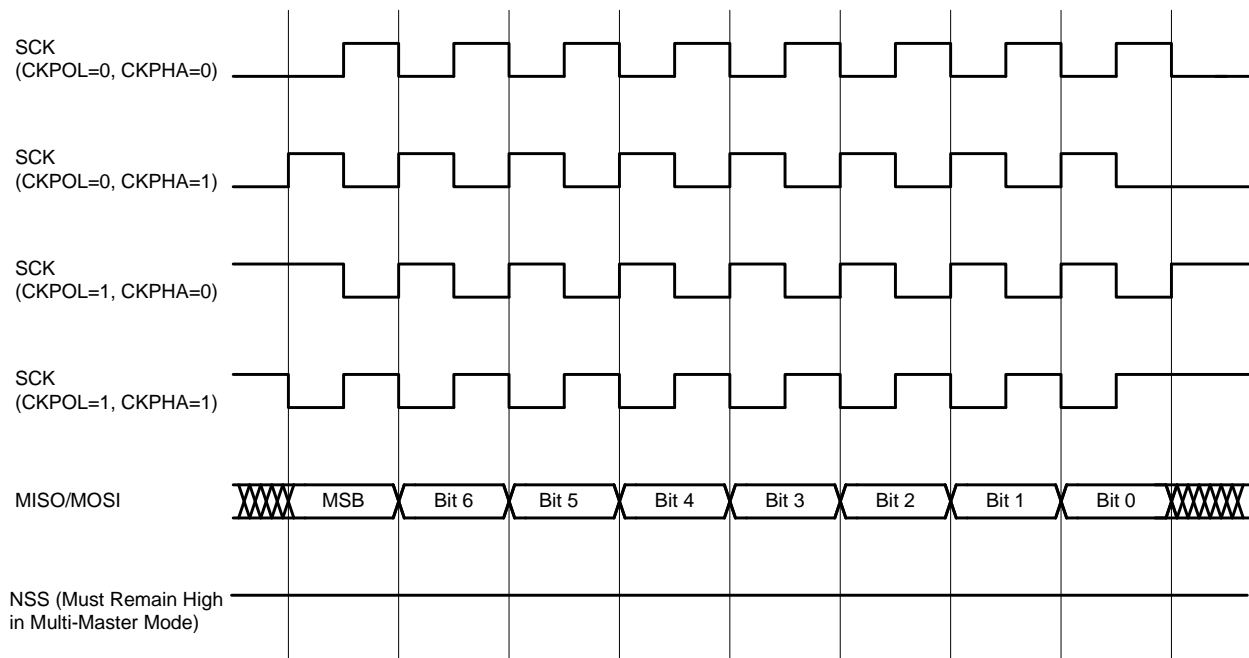 SCK
(CKPOL=0, CKPHA=0)
SCK
(CKPOL=0, CKPHA=1)
SCK
(CKPOL=1, CKPHA=0)
SCK
(CKPOL=1, CKPHA=1)
MISO/MOSI
MSB Bit 6 Bit 5 Bit 4 Bit 3 Bit 2 Bit 1 Bit 0
NSS (Must Remain High
in Multi-Master Mode)